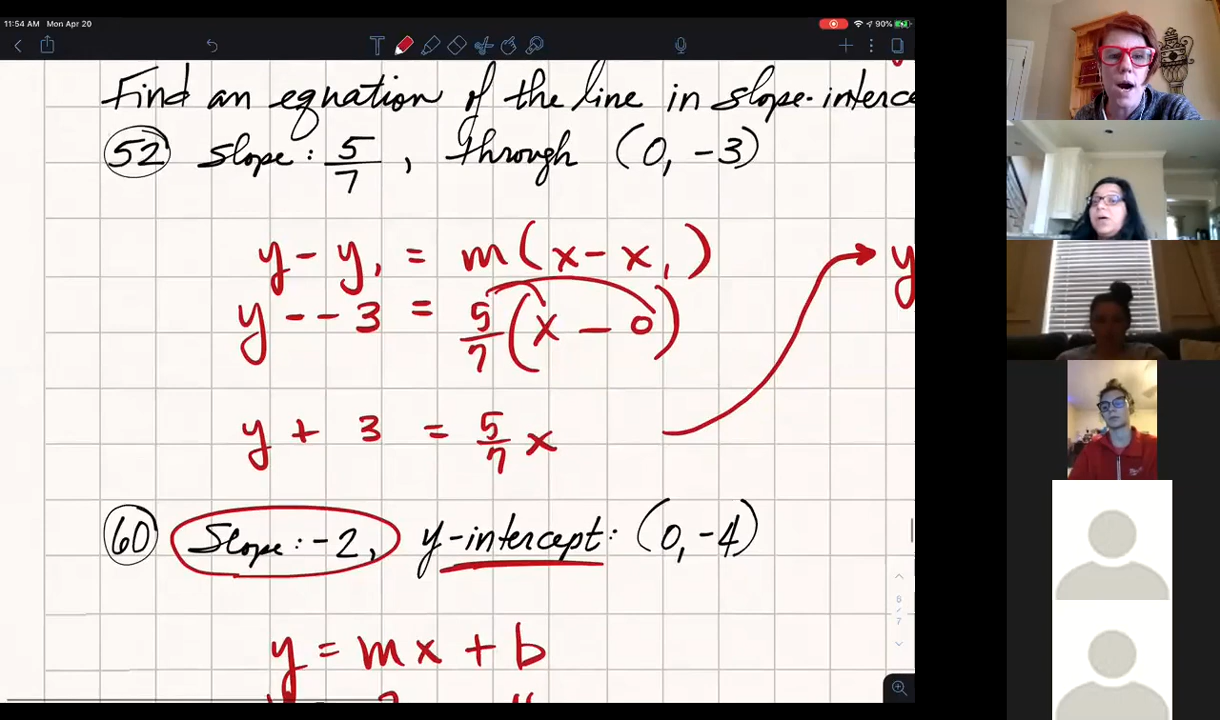 11:54 AM Mon Apr 20
90%
Find an equation of the line in slope-interce
52 Slope: 5/7, through (0, -3)
y - y₁ = m(x - x₁)
y - - 3 = 5/7 (x - 0)
y
y + 3 = 5/7 x
60 Slope: -2, y-intercept: (0, -4)
8 / 7
y = mx + b